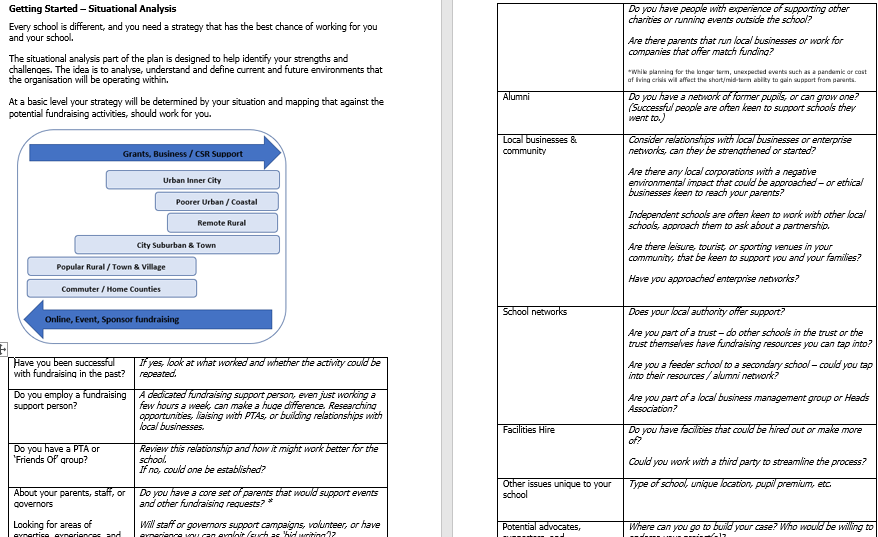 Getting Started – Situational Analysis
Every school is different, and you need a strategy that has the best chance of working for you
and your school.
The situational analysis part of the plan is designed to help identify your strengths and
challenges. The idea is to analyse, understand and define current and future environments that
the organisation will be operating within.
At a basic level your strategy will be determined by your situation and mapping that against the
potential fundraising activities, should work for you.
Grants, Business / CSR Support
Urban Inner City
Poorer Urban / Coastal
Remote Rural
City Suburban & Town
Popular Rural / Town & Village
Commuter / Home Counties
Online, Event, Sponsor fundraising
Have you been successful
with fundraising in the past?
If yes, look at what worked and whether the activity could be
repeated.
Do you employ a fundraising
support person?
A dedicated fundraising support person, even just working a
few hours a week, can make a huge difference. Researching
opportunities, liaising with PTAs, or building relationships with
local businesses.
Do you have a PTA or
'Friends Of' group?
Review this relationship and how it might work better for the
school.
If no, could one be established?
About your parents, staff, or
governors
Looking for areas of
expertise, experiences, and
Do you have a core set of parents that would support events
and other fundraising requests? *
Will staff or governors support campaigns, volunteer, or have
experience you can exploit (such as 'bid writing')?
Do you have people with experience of supporting other
charities or running events outside the school?
Are there parents that run local businesses or work for
companies that offer match funding?
*While planning for the longer term, unexpected events such as a pandemic or cost
of living crisis will affect the short/mid-term ability to gain support from parents.
Alumni
Do you have a network of former pupils, or can grow one?
(Successful people are often keen to support schools they
went to.)
Local businesses &
community
Consider relationships with local businesses or enterprise
networks, can they be strengthened or started?
Are there any local corporations with a negative
environmental impact that could be approached – or ethical
businesses keen to reach your parents?
Independent schools are often keen to work with other local
schools, approach them to ask about a partnership.
Are there leisure, tourist, or sporting venues in your
community, that be keen to support you and your families?
Have you approached enterprise networks?
School networks
Does your local authority offer support?
Are you part of a trust – do other schools in the trust or the
trust themselves have fundraising resources you can tap into?
Are you a feeder school to a secondary school – could you tap
into their resources / alumni network?
Are you part of a local business management group or Heads
Association?
Facilities Hire
Do you have facilities that could be hired out or make more
of?
Could you work with a third party to streamline the process?
Other issues unique to your
school
Type of school, unique location, pupil premium, etc.
Potential advocates,
supporters, and
Where can you go to build your case? Who would be willing to
endorse your project(s)?